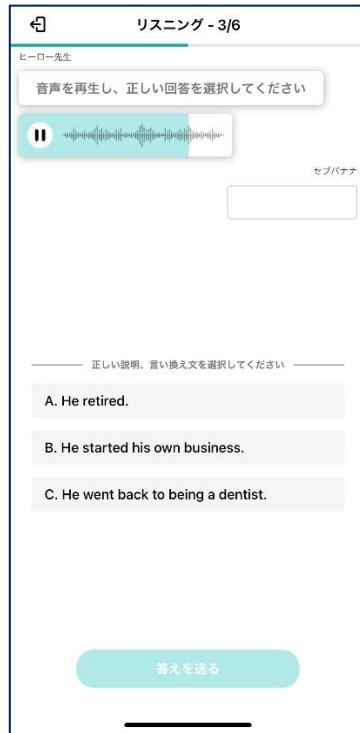 リスニング - 3/6
ヒーロー先生
音声を再生し、正しい回答を選択してください
セブバナナ
正しい説明、言い換え文を選択してください
A. He retired.
B. He started his own business.
C. He went back to being a dentist.
答えを送る